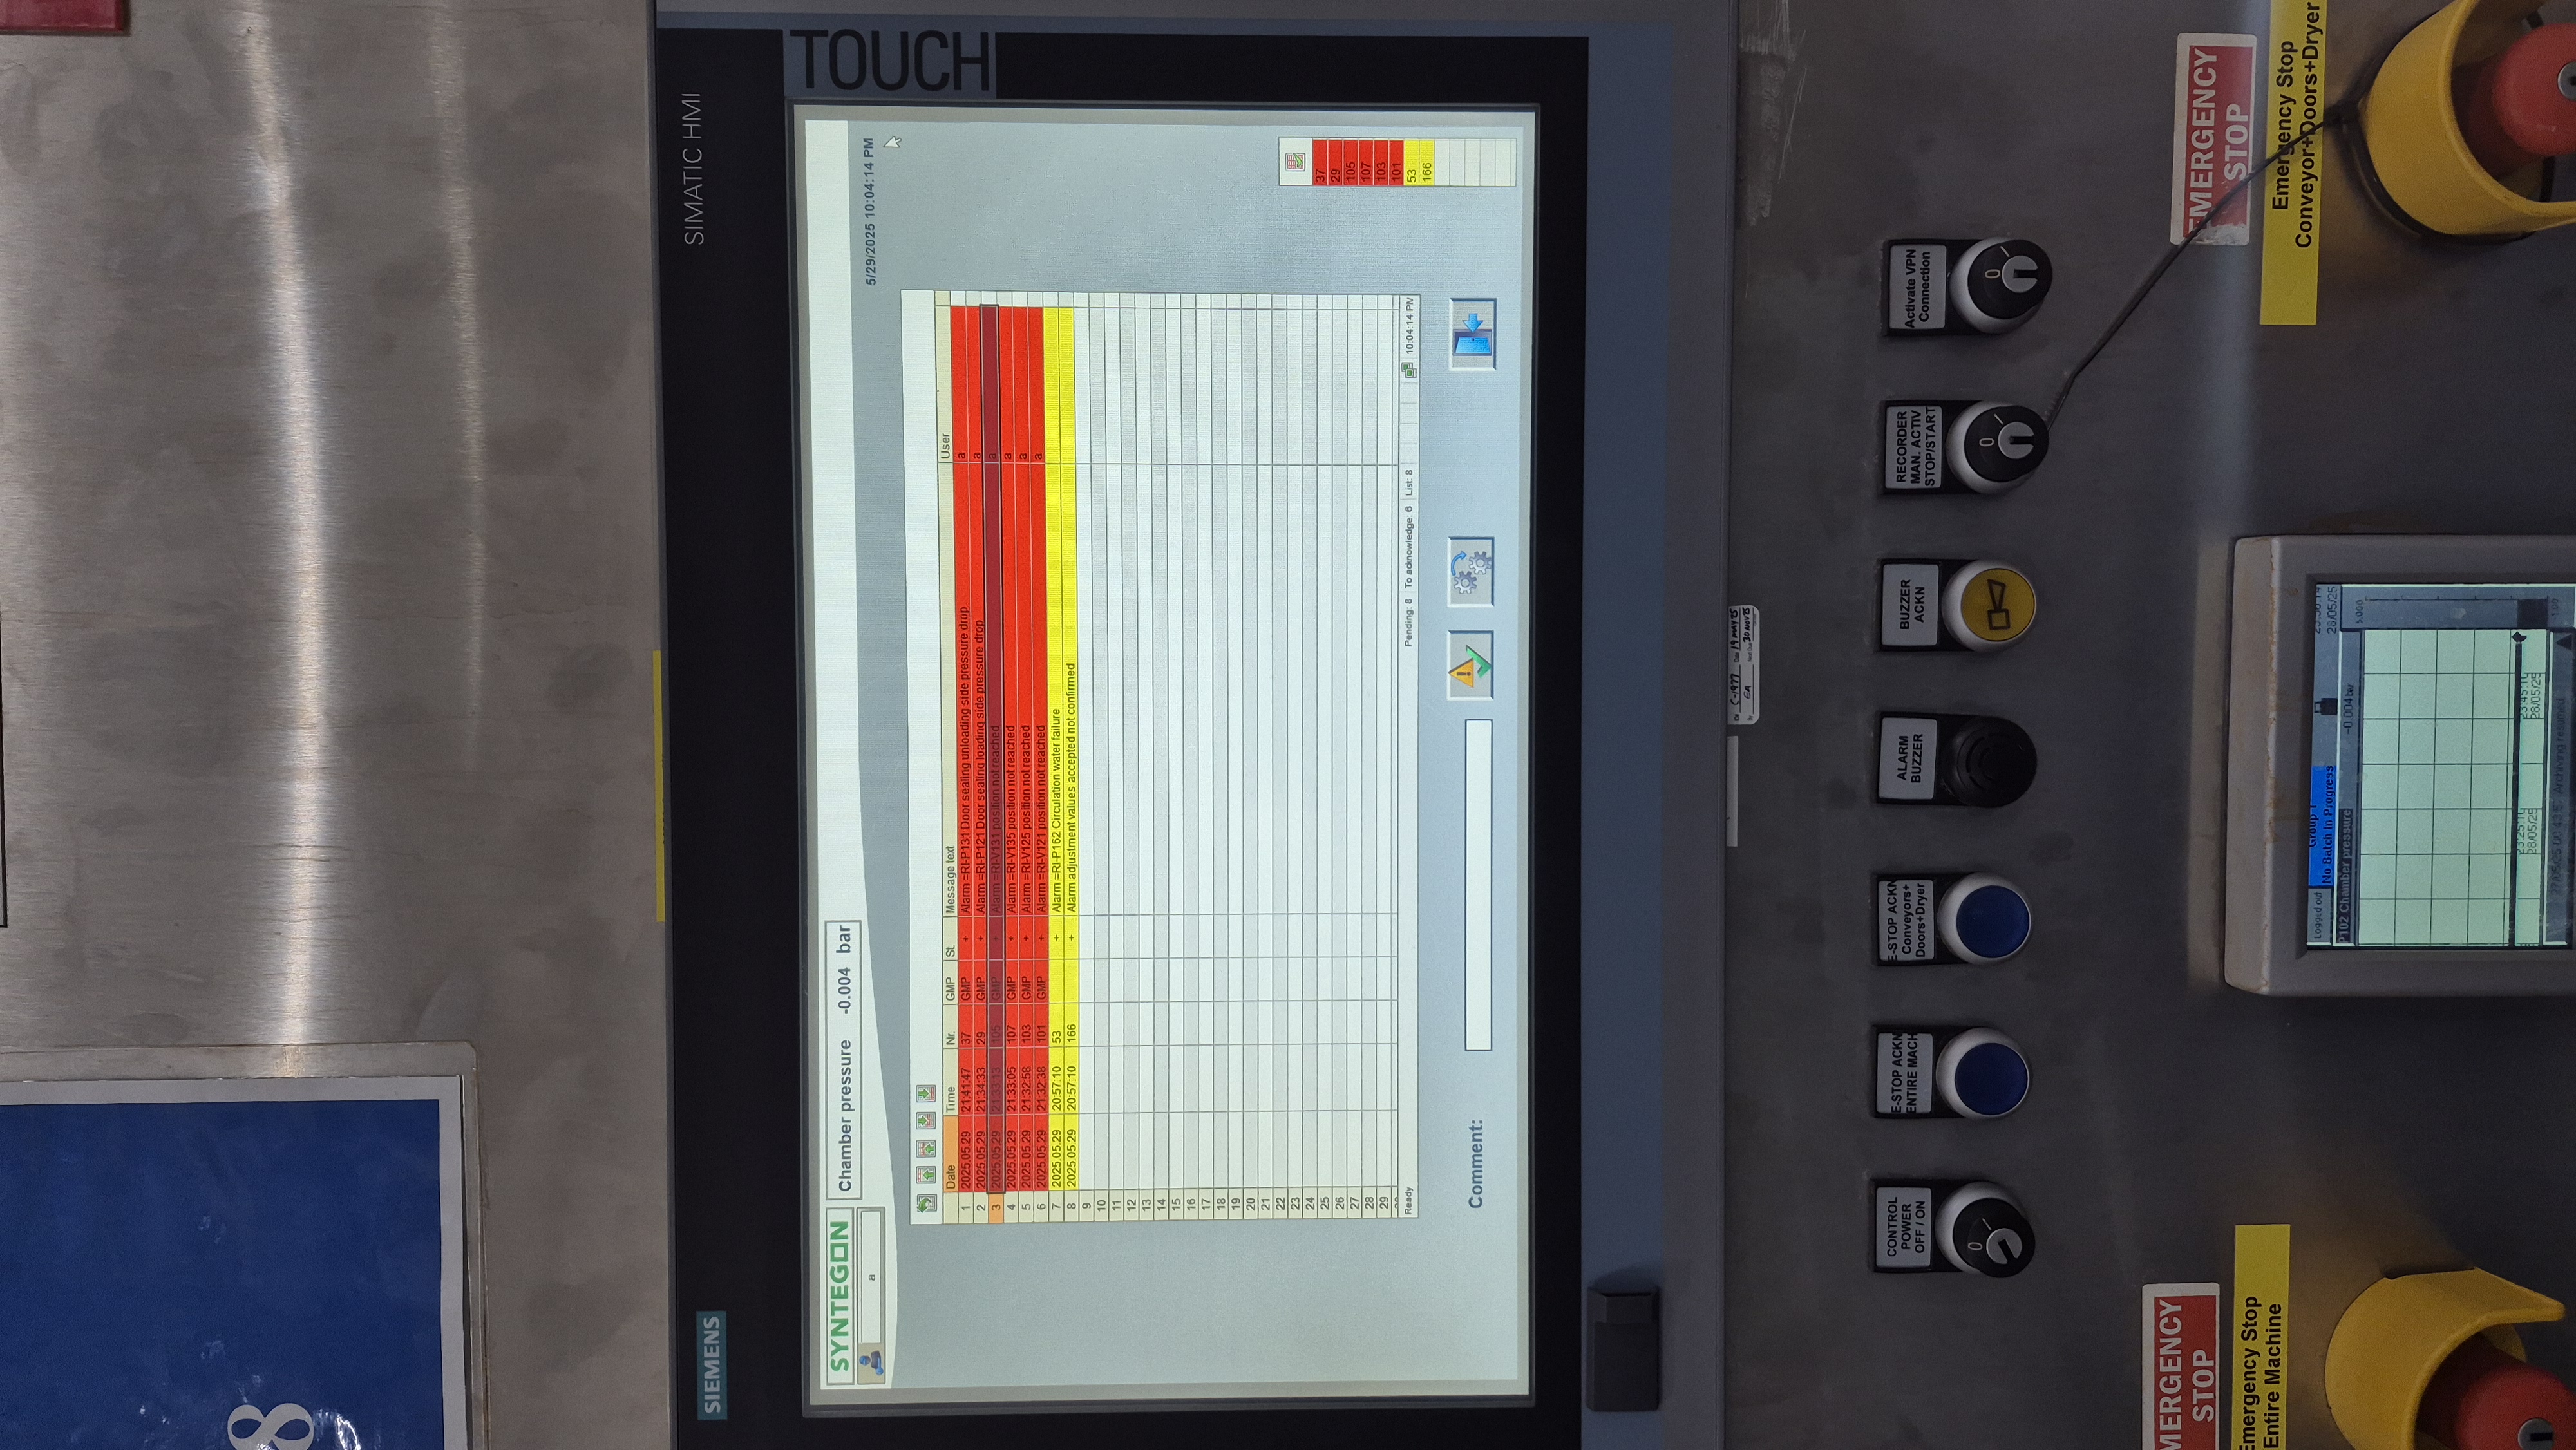 8
SIEMENS
SIMATIC HMI
TOUCH
SYNTEGON
Chamber pressure -0.004 bar
a
5/29/2025 10:04:14 PM
Date Time Nr. GMP St. Message text User
1 2025.05.29 21:41:47 37 GMP + Alarm =RI-P131 Door sealing unloading side pressure drop a
2 2025.05.29 21:34:33 29 GMP + Alarm =RI-P121 Door sealing loading side pressure drop a
3 2025.05.29 21:33:13 105 GMP + Alarm =RI-V131 position not reached a
4 2025.05.29 21:33:05 107 GMP + Alarm =RI-V135 position not reached a
5 2025.05.29 21:32:58 103 GMP + Alarm =RI-V125 position not reached a
6 2025.05.29 21:32:38 101 GMP + Alarm =RI-V121 position not reached a
7 2025.05.29 20:57:10 53 + Alarm =RI-P162 Circulation water failure
8 2025.05.29 20:57:10 166 + Alarm adjustment values accepted not confirmed
9
10
11
12
13
14
15
16
17
18
19
20
21
22
23
24
25
26
27
28
29
37
29
105
107
103
101
53
166
Ready Pending: 8 To acknowledge: 6 List: 8 10:04:14 PM
Comment:
C-1977 Date 19 MAY 25
By EA Next Due 30 NOV 25
CONTROL
POWER
OFF / ON
E-STOP ACKN
ENTIRE MACH
E-STOP ACKN
Conveyors+
Doors+Dryer
ALARM
BUZZER
BUZZER
ACKN
RECORDER
MAN. ACTIV
STOP/START
Activate VPN
Connection
0
0
0
MERGENCY
STOP
Emergency Stop
Entire Machine
EMERGENCY
STOP
Emergency Stop
Conveyor+Doors+Dryer
Logged out Group 1
No Batch In Progress
28/05/25
P102 Chamber pressure -0.004 bar
5.000
23:25:10
28/05/25
23:45:10
28/05/25
-1.00
Archiving resumed